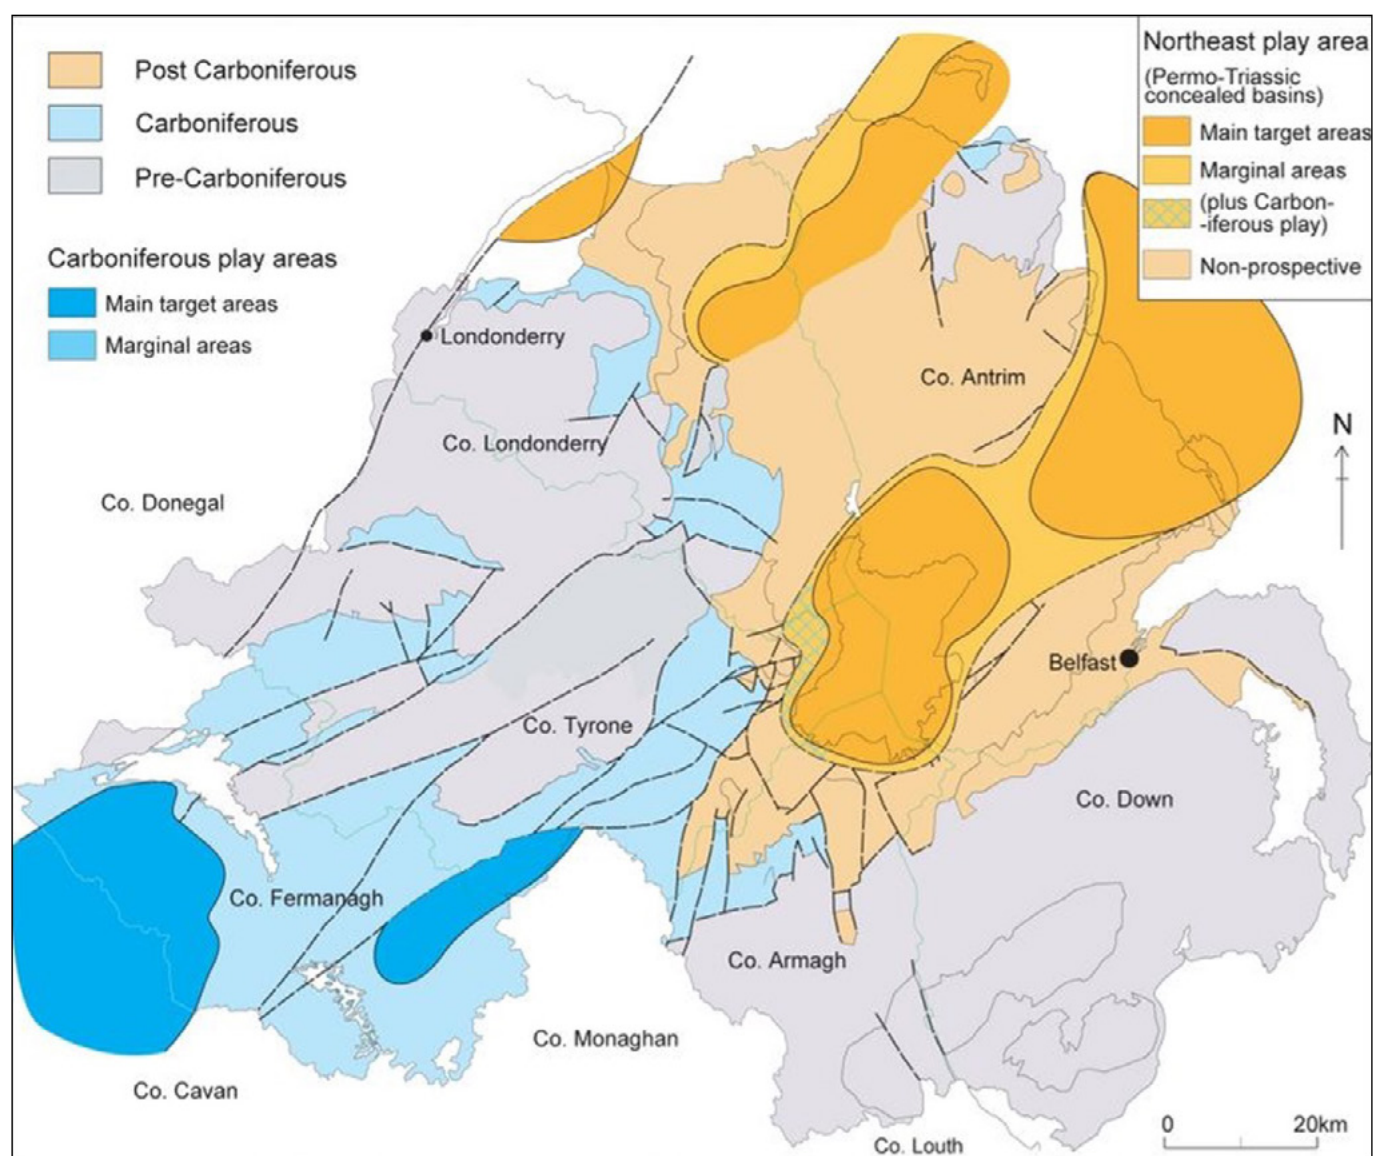 Post Carboniferous
Carboniferous
Pre-Carboniferous
Carboniferous play areas
Main target areas
Marginal areas
Northeast play area
(Permo-Triassic
concealed basins)
Main target areas
Marginal areas
(plus Carbon-
-iferous play)
Non-prospective
Londonderry
Co. Antrim
N
Co. Londonderry
Co. Donegal
Belfast
Co. Tyrone
Co. Down
Co. Fermanagh
Co. Armagh
Co. Monaghan
Co. Cavan
0 20km
Co. Louth